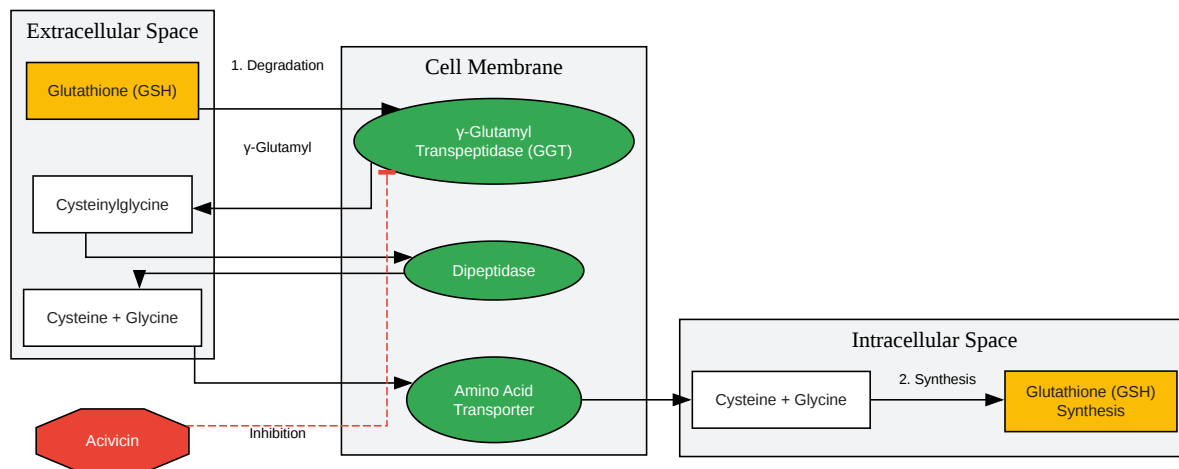 Extracellular Space
Glutathione (GSH)
1. Degradation
Cell Membrane
γ-Glutamyl
Transpeptidase (GGT)
γ-Glutamyl
Cysteinylglycine
Dipeptidase
Cysteine + Glycine
Amino Acid
Transporter
Acivicin
Inhibition
Intracellular Space
Cysteine + Glycine
2. Synthesis
Glutathione (GSH)
Synthesis